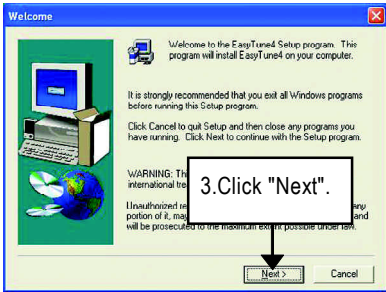 Welcome
Welcome to the EasyTune4 Setup program. This
program will install EasyTune4 on your computer.
It is strongly recommended that you exit all Windows programs
before running this Setup program.
Click Cancel to quit Setup and then close any programs you
have running. Click Next to continue with the Setup program.
WARNING: Th
international tre
3.Click "Next".
Unauthorized re any
portion of it, may and
will be prosecuted to the maximum extent possible under law.
Next >
Cancel